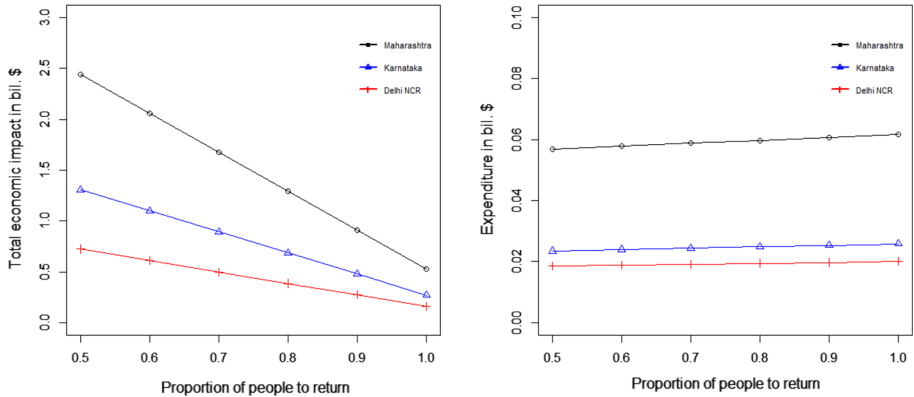 Total economic impact in bil. $
3.0
2.5
2.0
1.5
1.0
0.5
0.0
Maharashtra
Karnataka
Delhi NCR
0.5 0.6 0.7 0.8 0.9 1.0
Proportion of people to return
Expenditure in bil. $
0.10
0.08
0.06
0.04
0.02
0.00
Maharashtra
Karnataka
Delhi NCR
0.5 0.6 0.7 0.8 0.9 1.0
Proportion of people to return